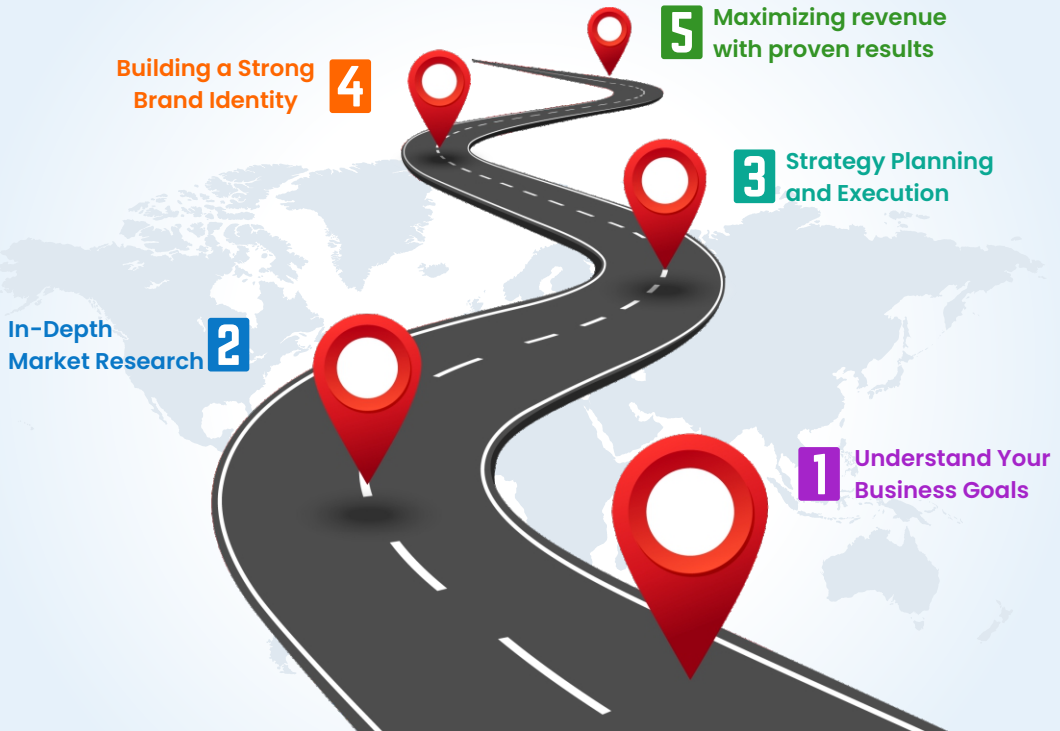 5
Maximizing revenue
with proven results
Building a Strong
Brand Identity
4
3
Strategy Planning
and Execution
In-Depth
Market Research
2
1
Understand Your
Business Goals